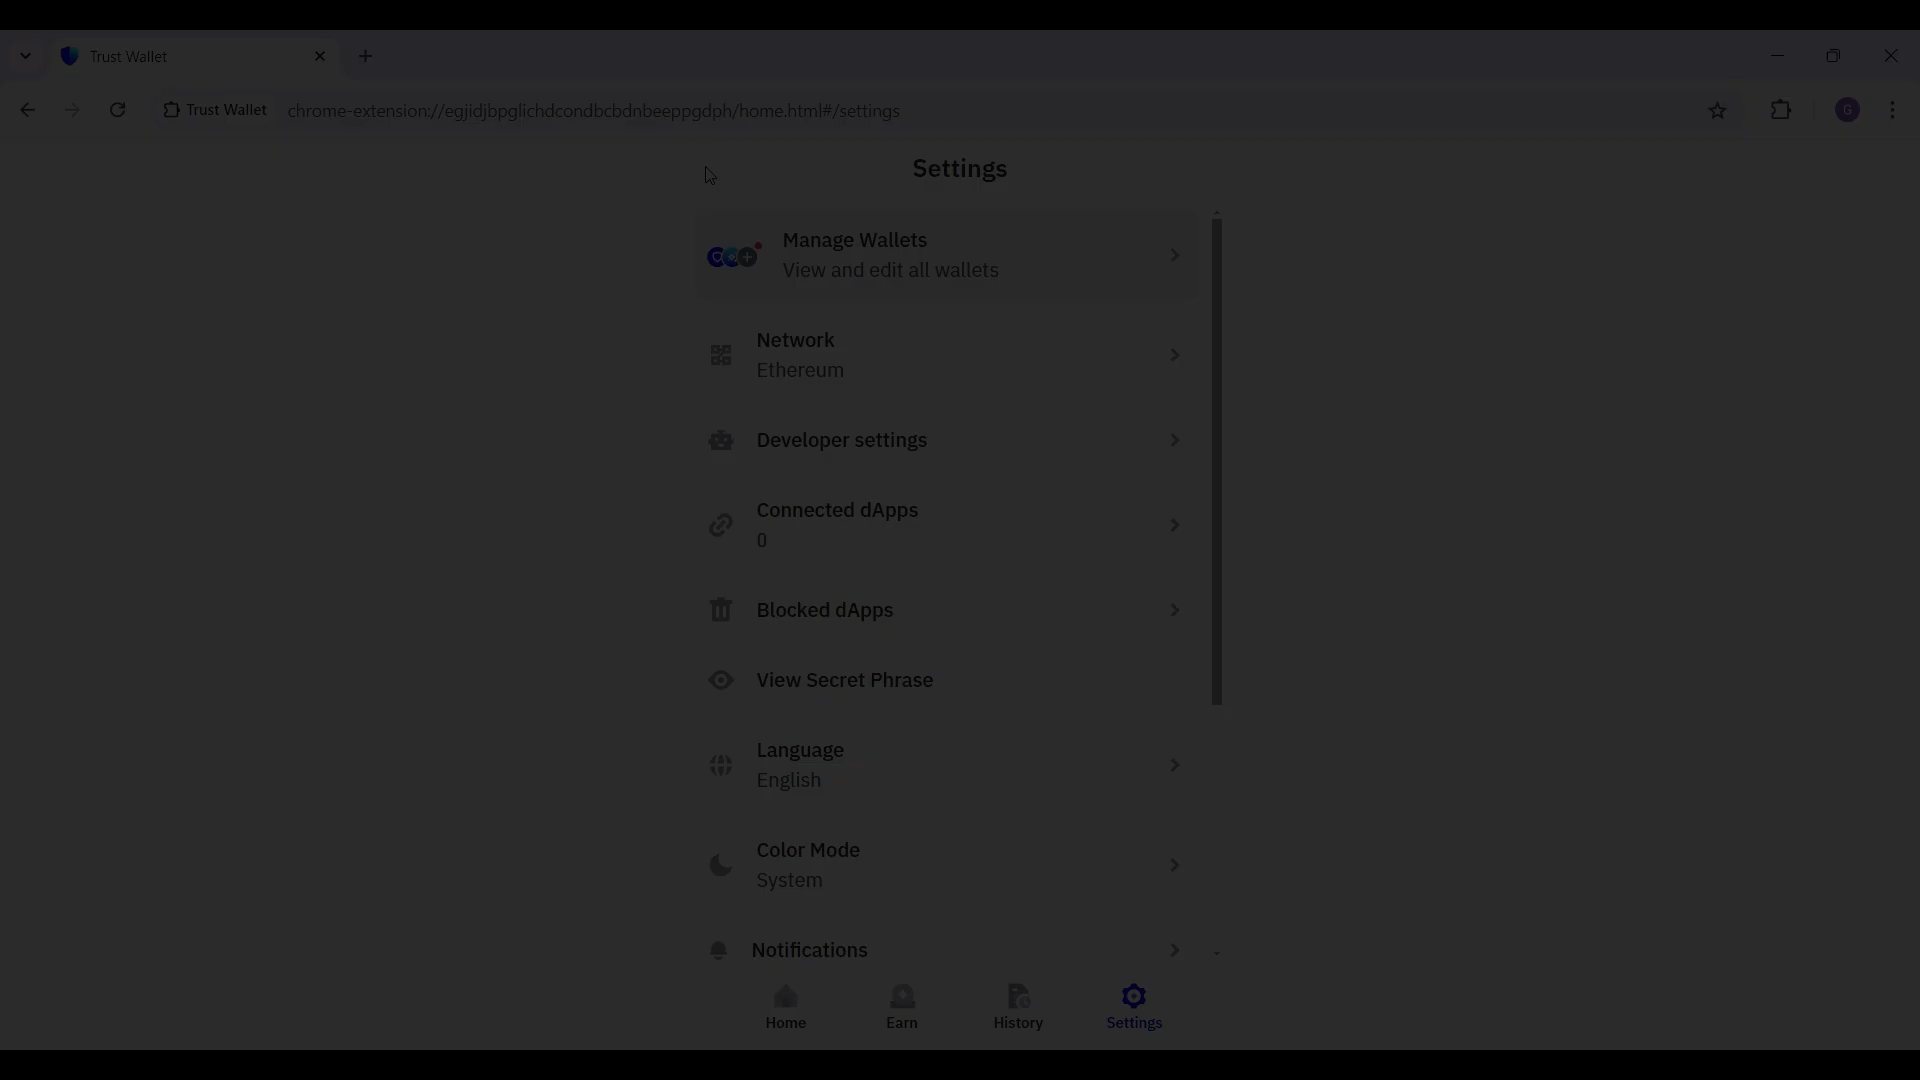 Trust Wallet
Trust Wallet
chrome-extension://egjidjbpglichdcondbcbdnbeeppgdph/home.html#/settings
G
Settings
Manage Wallets
View and edit all wallets
Network
Ethereum
Developer settings
Connected dApps
0
Blocked dApps
View Secret Phrase
Language
English
Color Mode
System
Notifications
Home
Earn
History
Settings